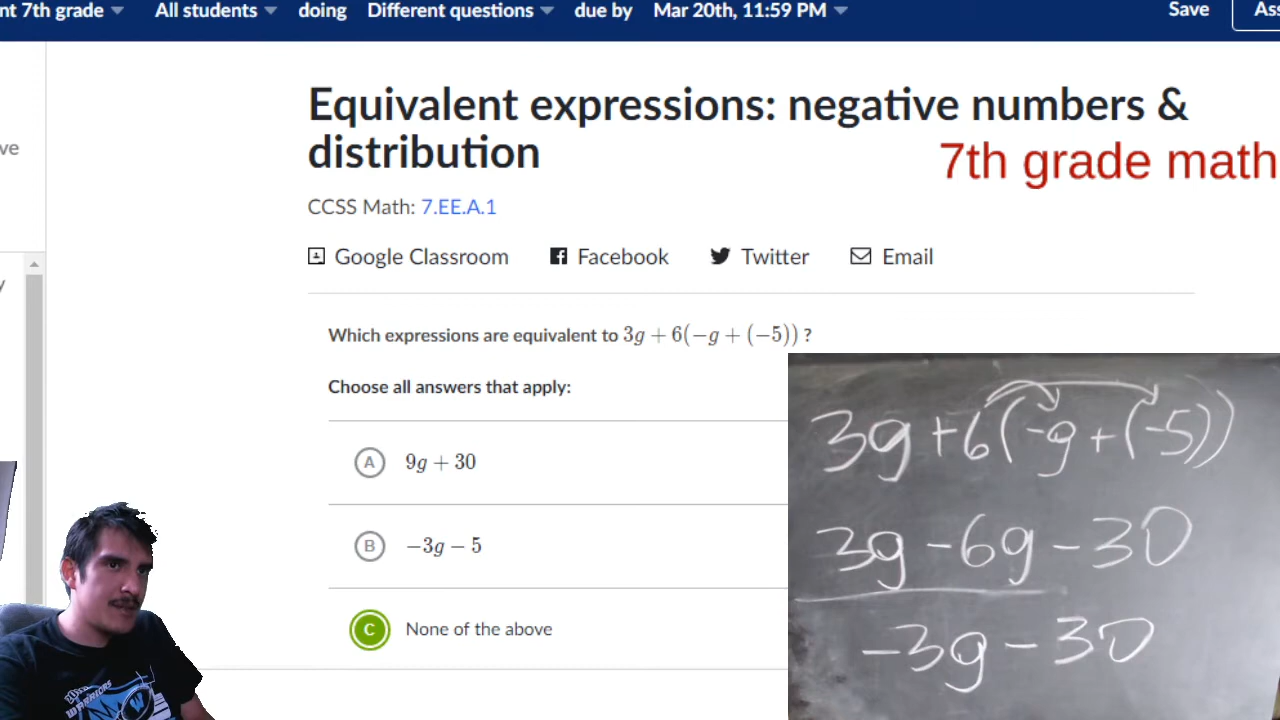 nt 7th grade All students doing Different questions due by Mar 20th, 11:59 PM Save Ass
ve
Equivalent expressions: negative numbers &
distribution
7th grade math
CCSS Math: 7.EE.A.1
Google Classroom Facebook Twitter Email
y
Which expressions are equivalent to 3g + 6(−g + (−5)) ?
Choose all answers that apply:
A 9g + 30
B −3g − 5
C None of the above
3g+6(-g+(-5))
3g-6g-30
-3g-30
WARRIORS
W